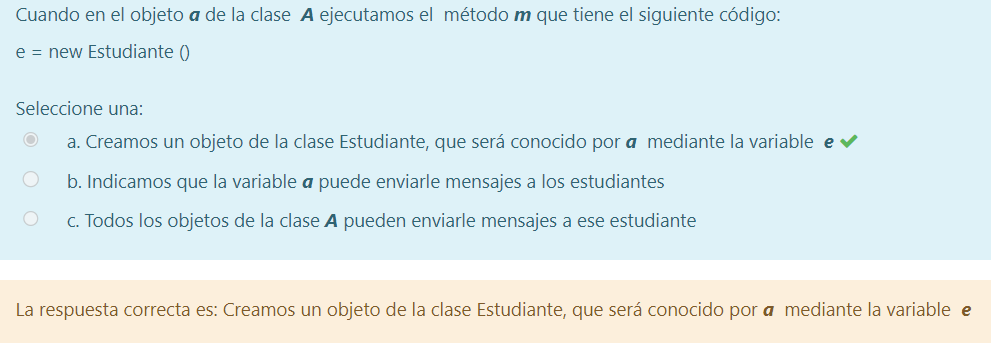 Cuando en el objeto a de la clase A ejecutamos el método m que tiene el siguiente código:
e = new Estudiante ()
Seleccione una:
a. Creamos un objeto de la clase Estudiante, que será conocido por a mediante la variable e
b. Indicamos que la variable a puede enviarle mensajes a los estudiantes
c. Todos los objetos de la clase A pueden enviarle mensajes a ese estudiante
La respuesta correcta es: Creamos un objeto de la clase Estudiante, que será conocido por a mediante la variable e